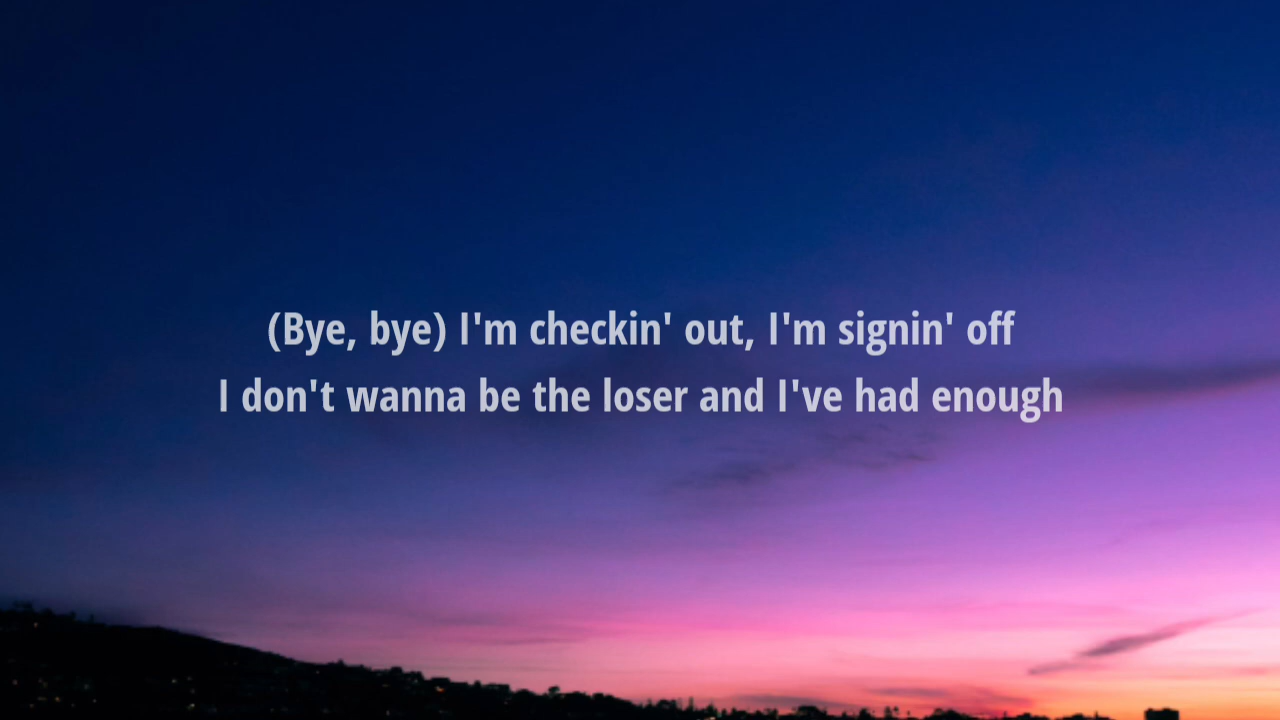 (Bye, bye) I'm checkin' out, I'm signin' off
I don't wanna be the loser and I've had enough